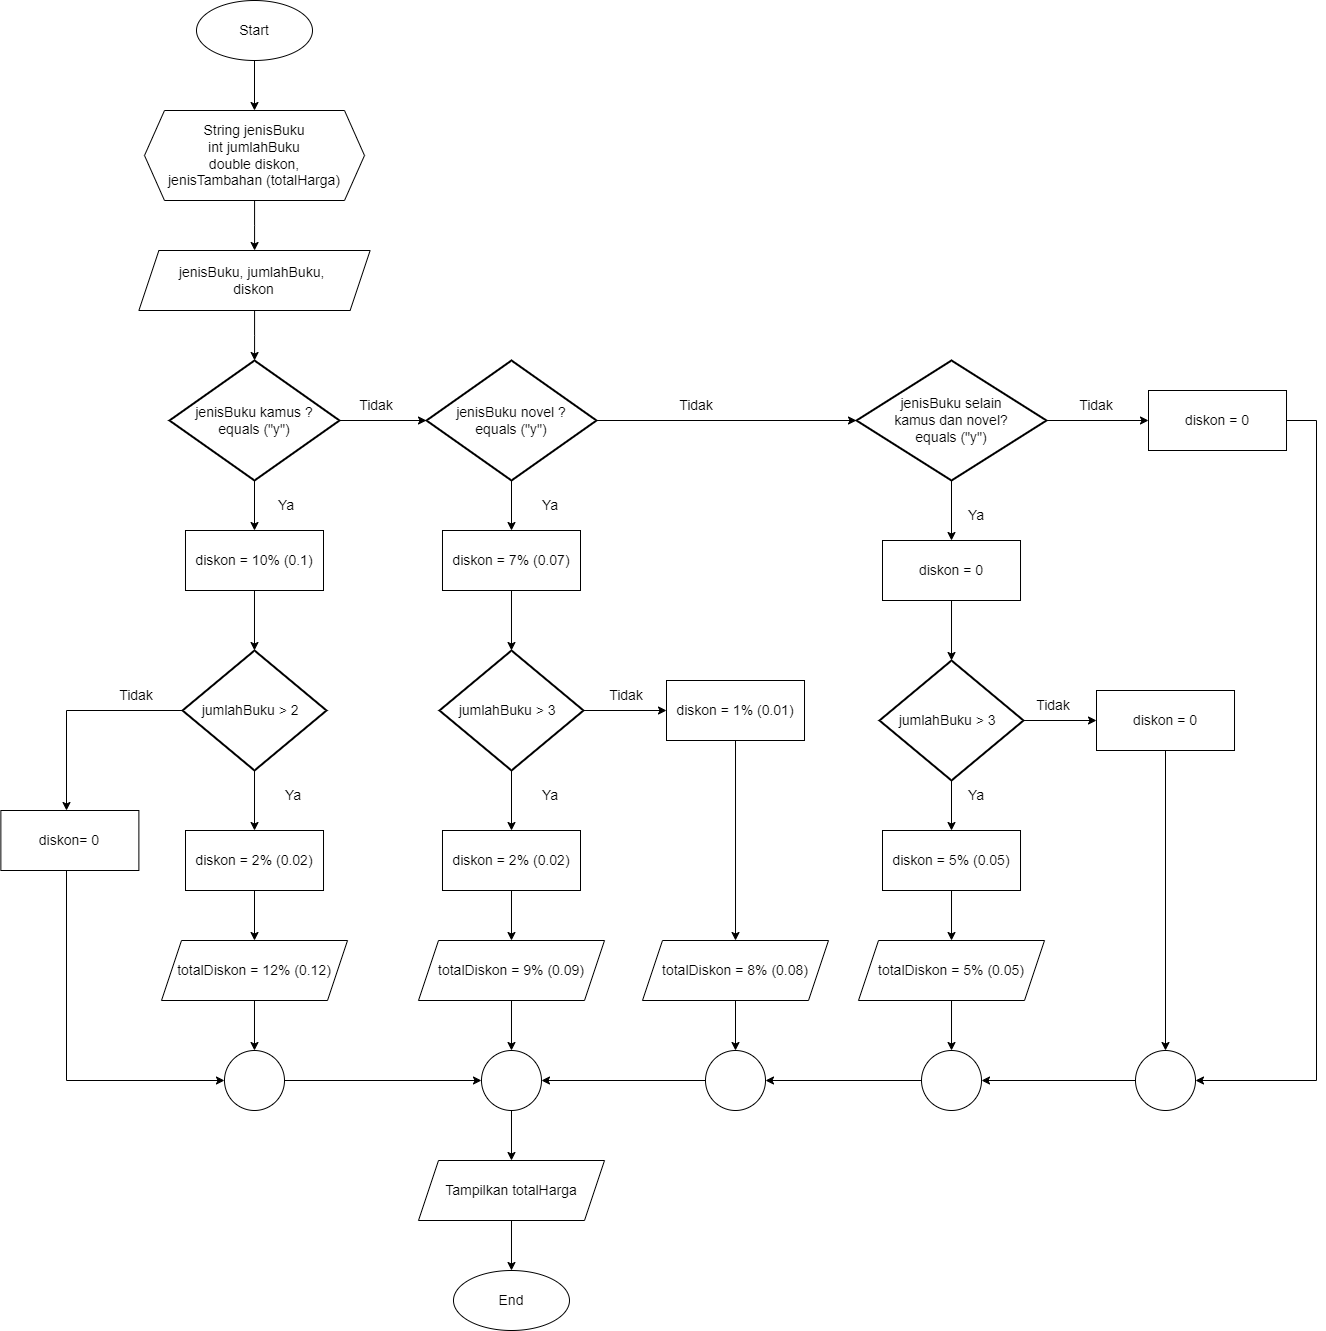 Start
String jenisBuku
int jumlahBuku
double diskon,
jenisTambahan (totalHarga)
jenisBuku, jumlahBuku,
diskon
jenisBuku kamus ?
equals ("y")
Tidak
jenisBuku novel ?
equals ("y")
Tidak
jenisBuku selain
kamus dan novel?
equals ("y")
Tidak
diskon = 0
Ya
Ya
Ya
diskon = 10% (0.1)
diskon = 7% (0.07)
diskon = 0
Tidak
jumlahBuku > 2
jumlahBuku > 3
Tidak
diskon = 1% (0.01)
jumlahBuku > 3
Tidak
diskon = 0
Ya
Ya
Ya
diskon= 0
diskon = 2% (0.02)
diskon = 2% (0.02)
diskon = 5% (0.05)
totalDiskon = 12% (0.12)
totalDiskon = 9% (0.09)
totalDiskon = 8% (0.08)
totalDiskon = 5% (0.05)
Tampilkan totalHarga
End